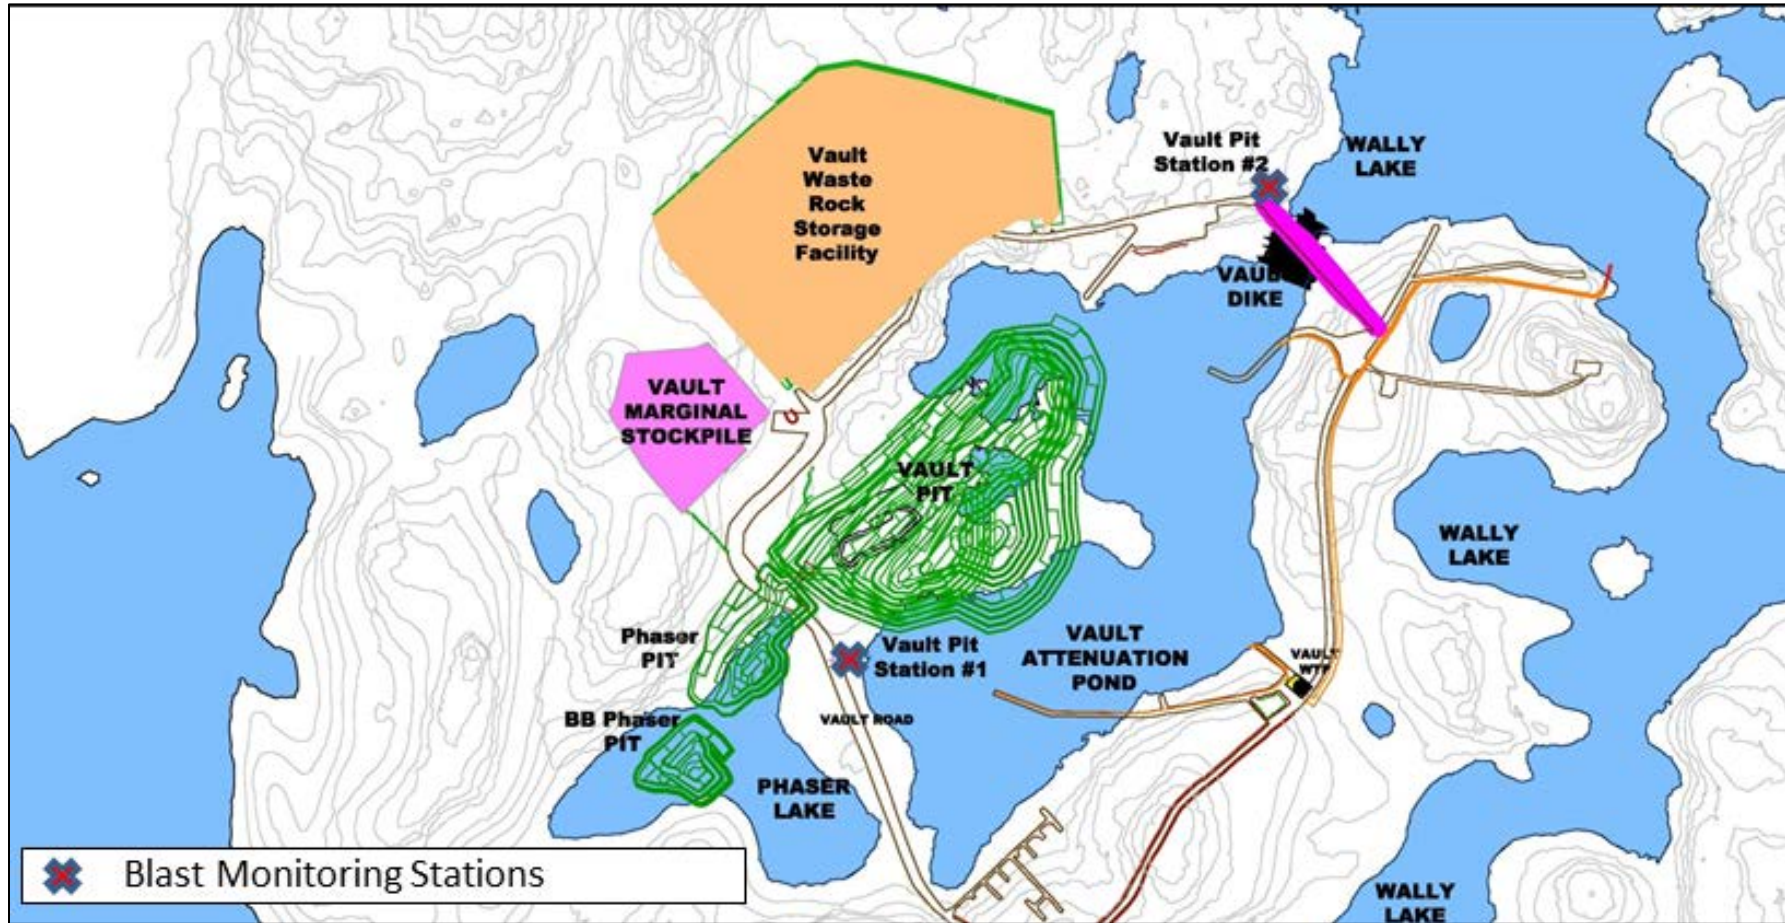 Vault
Waste
Rock
Storage
Facility
Vault Pit
Station #2
WALLY
LAKE
VAULT
DIKE
VAULT
MARGINAL
STOCKPILE
VAULT
PIT
WALLY
LAKE
Phaser
PIT
Vault Pit
Station #1
VAULT
ATTENUATION
POND
VAULT
WTP
BB Phaser
PIT
VAULT ROAD
PHASER
LAKE
Blast Monitoring Stations
WALLY
LAKE